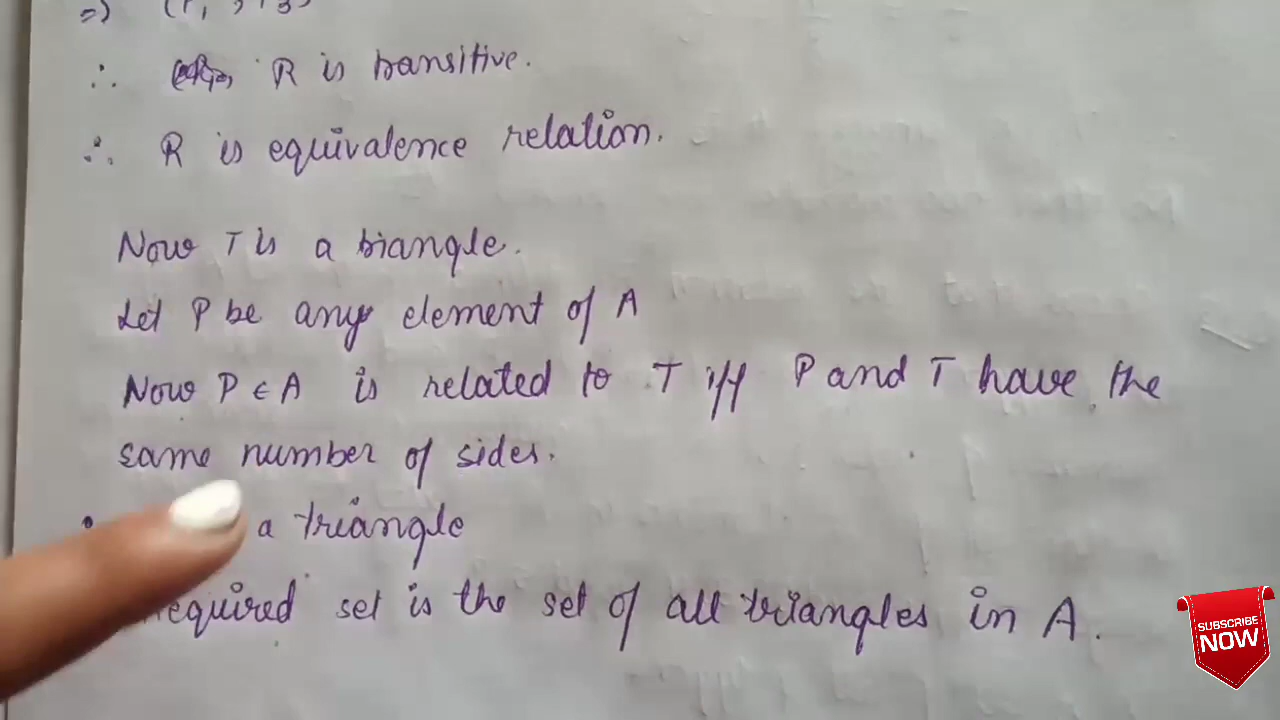 =>
∴ R is transitive.
∴ R is equivalence relation.
Now T is a triangle.
Let P be any element of A
Now P ∈ A is related to T iff P and T have the
same number of sides.
a triangle
required set is the set of all triangles in A.
SUBSCRIBE
NOW